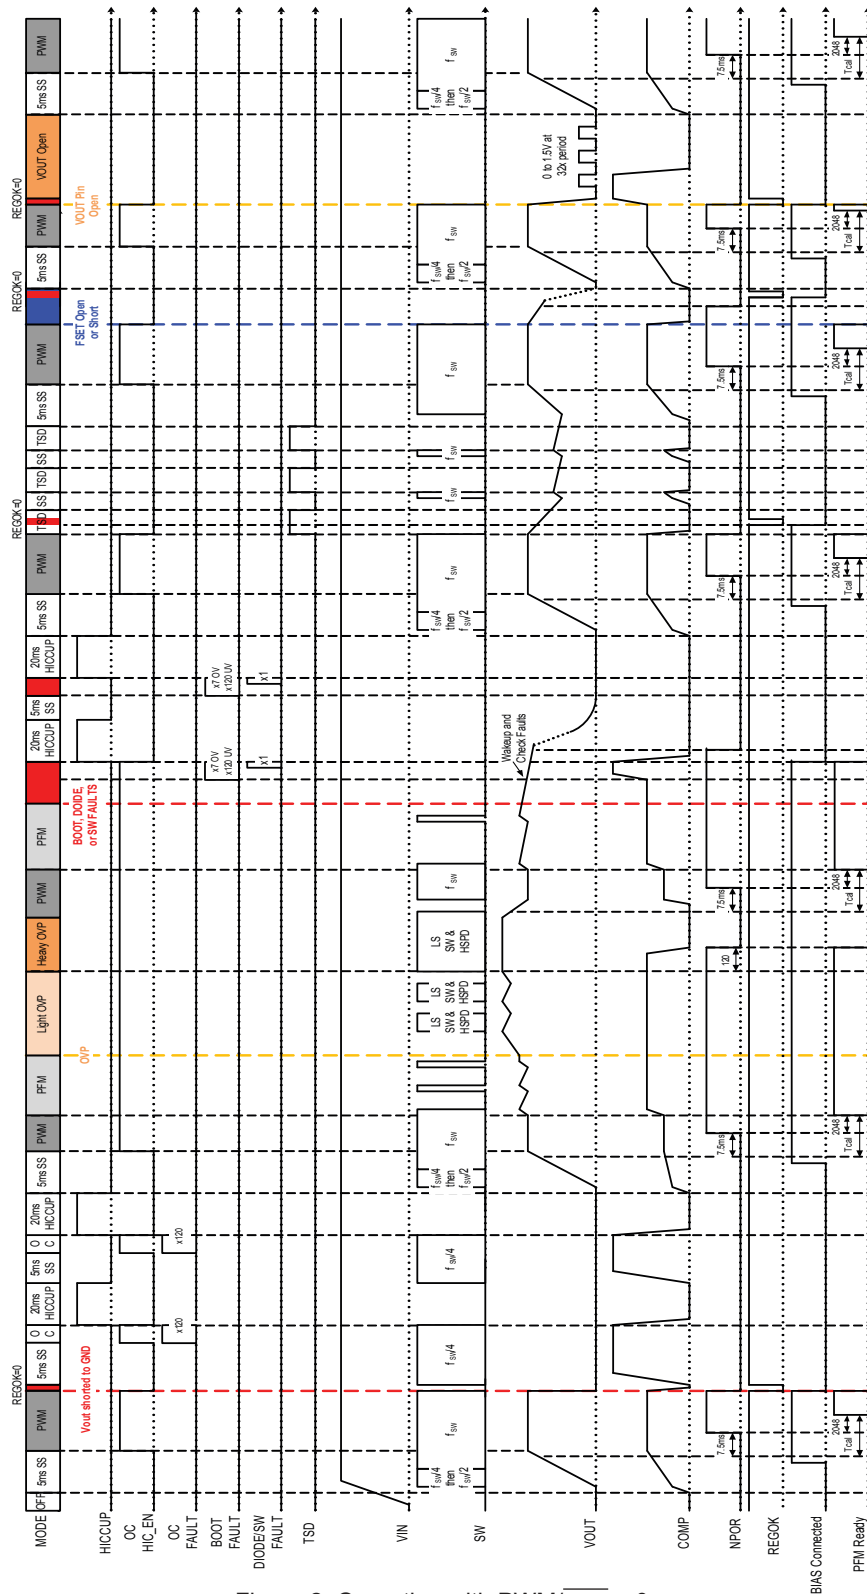 REGOK=0
REGOK=0
REGOK=0
REGOK=0
MODE
OFF
5ms SS
PWM
5ms SS
O C
20ms HICCUP
5ms SS
O C
20ms HICCUP
5ms SS
PWM
PFM
Light OVP
Heavy OVP
PWM
PFM
20ms HICCUP
5ms SS
20ms HICCUP
5ms SS
PWM
TSD
SS
TSD
SS
TSD
5ms SS
PWM
5ms SS
PWM
VOUT Open
5ms SS
PWM
Vout shorted to GND
OVP
BOOT, DOIDE,
or SW FAULTS
FSET Open
or Short
VOUT Pin
Open
HICCUP
OC
HIC_EN
OC
FAULT
x120
x120
BOOT
FAULT
x7 OV
x120 UV
x7 OV
x120 UV
DIODE/SW
FAULT
x1
x1
TSD
VIN
SW
f SW/4
then
f SW/2
f SW
f SW/4
f SW/4
f SW/4
then
f SW/2
f SW
LS
SW &
HSPD
LS
SW &
HSPD
LS
SW &
HSPD
f SW
f SW/4
then
f SW/2
f SW
f SW
f SW
f SW
f SW/4
then
f SW/2
f SW
f SW/4
then
f SW/2
f SW
VOUT
Wakeup and
Check Faults
0 to 1.5V at
32x period
COMP
NPOR
7.5ms
7.5ms
120
7.5ms
7.5ms
7.5ms
7.5ms
7.5ms
REGOK
BIAS Connected
PFM Ready
2048
Tcal
2048
Tcal
2048
Tcal
2048
Tcal
2048
Tcal
2048
Tcal
2048
Tcal